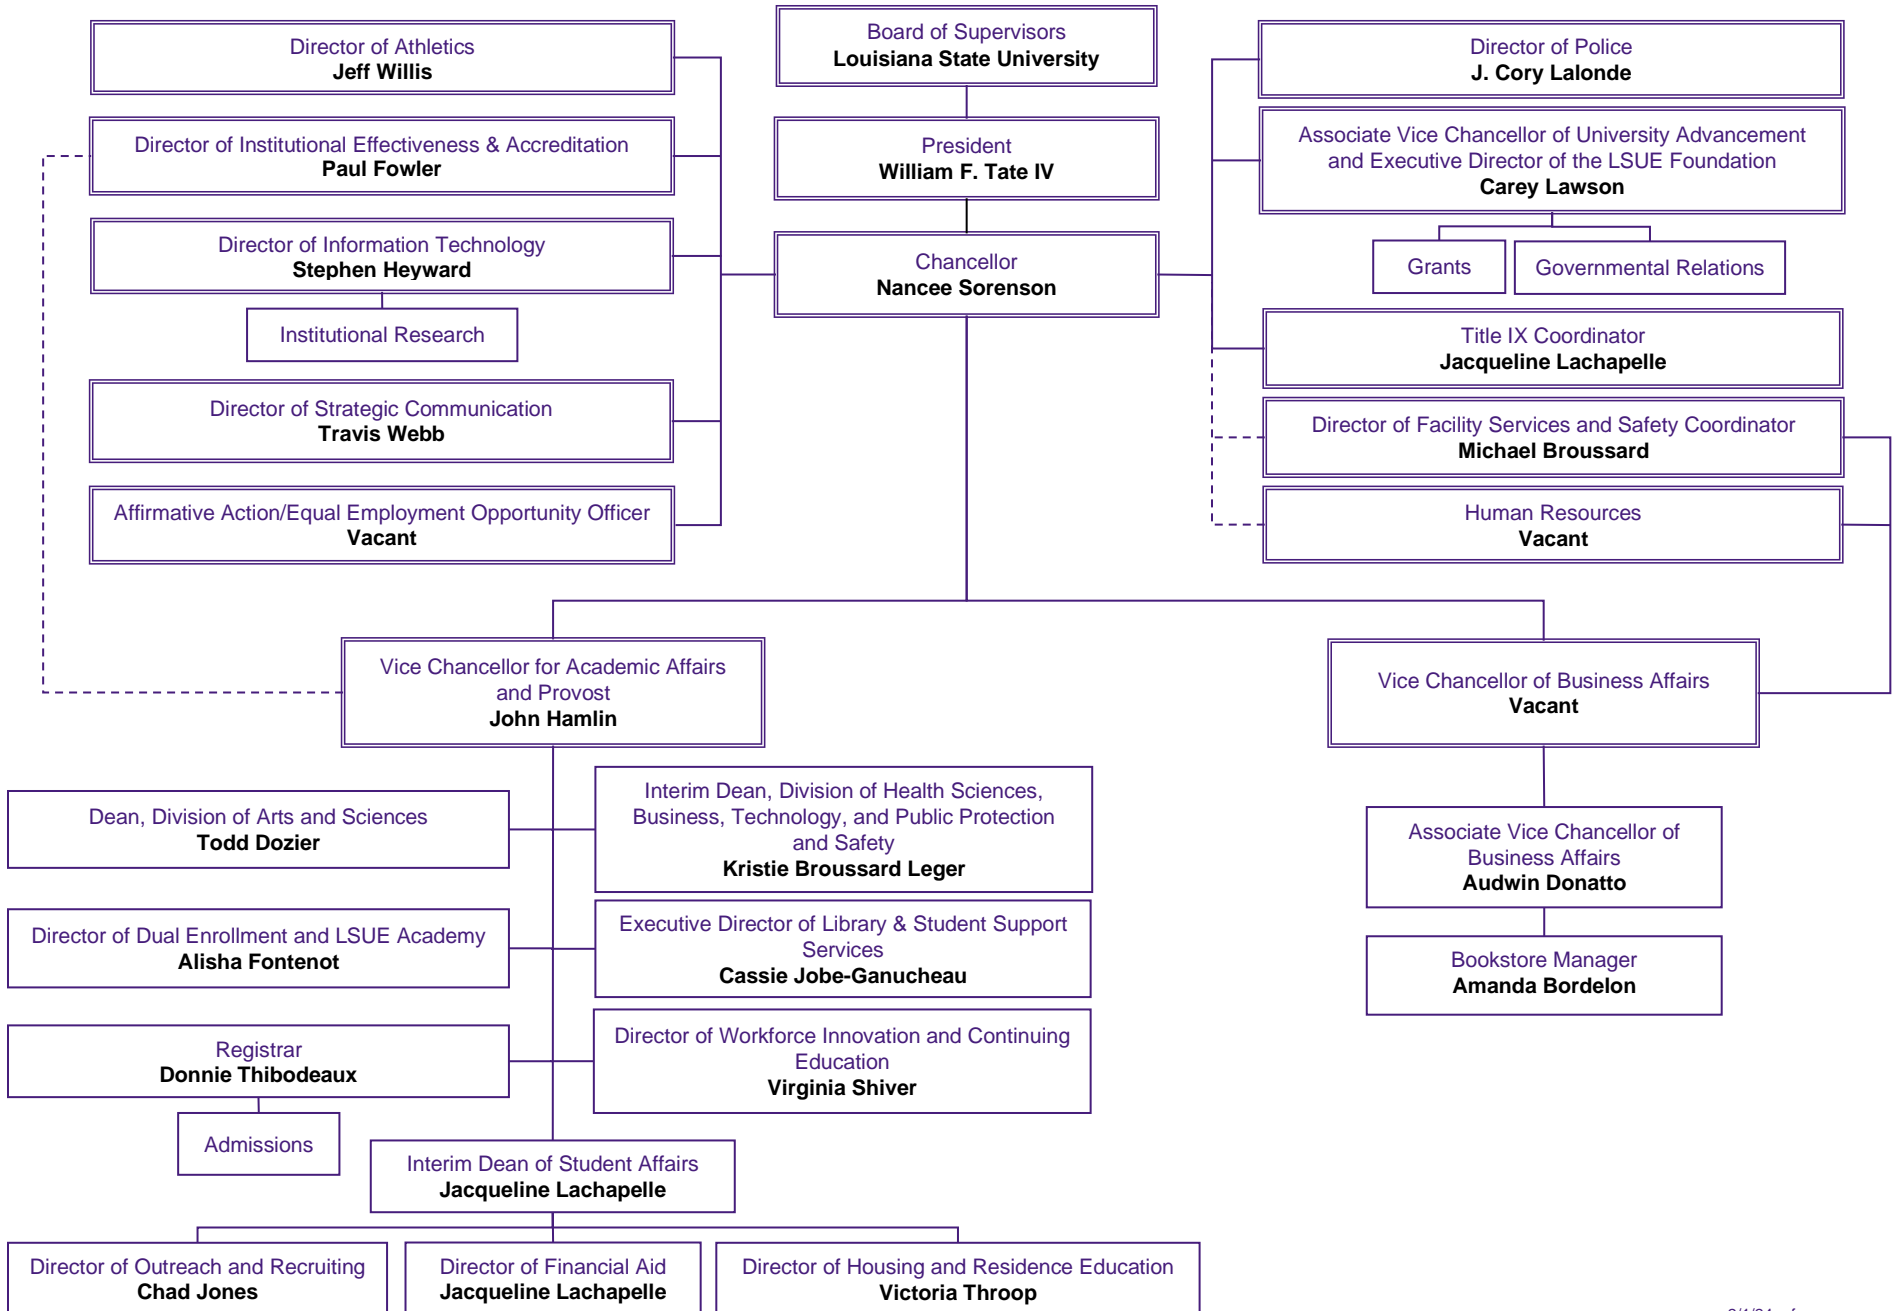 Board of Supervisors
Louisiana State University
President
William F. Tate IV
Chancellor
Nancee Sorenson
Director of Athletics
Jeff Willis
Director of Institutional Effectiveness & Accreditation
Paul Fowler
Director of Information Technology
Stephen Heyward
Institutional Research
Director of Strategic Communication
Travis Webb
Affirmative Action/Equal Employment Opportunity Officer
Vacant
Director of Police
J. Cory Lalonde
Associate Vice Chancellor of University Advancement
and Executive Director of the LSUE Foundation
Carey Lawson
Grants
Governmental Relations
Title IX Coordinator
Jacqueline Lachapelle
Director of Facility Services and Safety Coordinator
Michael Broussard
Human Resources
Vacant
Vice Chancellor for Academic Affairs
and Provost
John Hamlin
Vice Chancellor of Business Affairs
Vacant
Dean, Division of Arts and Sciences
Todd Dozier
Interim Dean, Division of Health Sciences,
Business, Technology, and Public Protection
and Safety
Kristie Broussard Leger
Director of Dual Enrollment and LSUE Academy
Alisha Fontenot
Executive Director of Library & Student Support
Services
Cassie Jobe-Ganucheau
Registrar
Donnie Thibodeaux
Admissions
Director of Workforce Innovation and Continuing
Education
Virginia Shiver
Associate Vice Chancellor of
Business Affairs
Audwin Donatto
Bookstore Manager
Amanda Bordelon
Interim Dean of Student Affairs
Jacqueline Lachapelle
Director of Outreach and Recruiting
Chad Jones
Director of Financial Aid
Jacqueline Lachapelle
Director of Housing and Residence Education
Victoria Throop